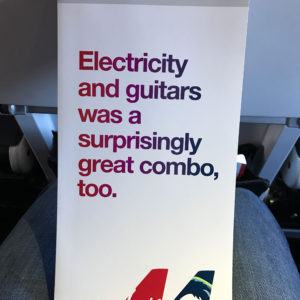 Electricity
and guitars
was a
surprisingly
great combo,
too.